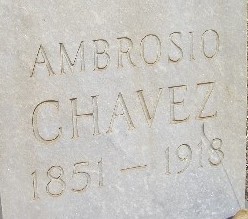 AMBROSIO
CHAVEZ
1851 — 1918